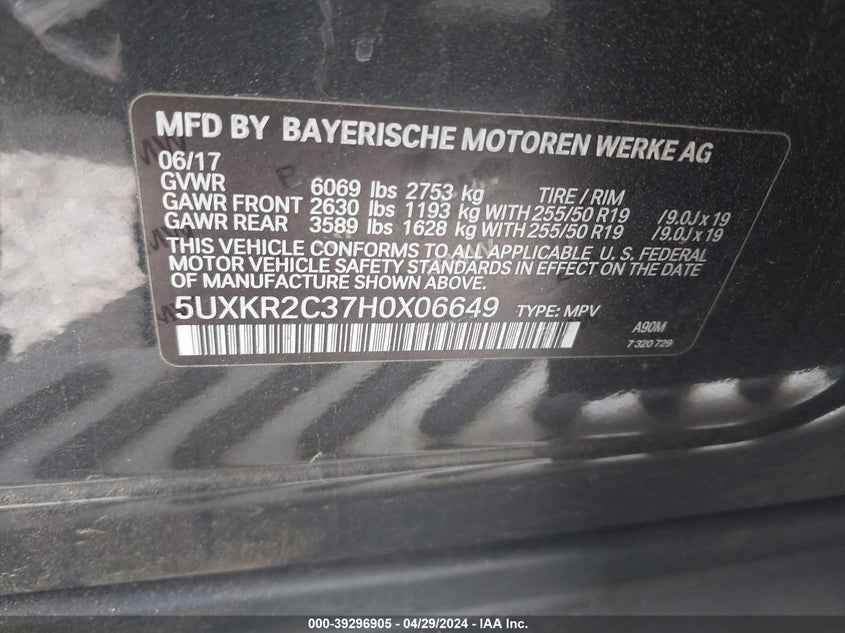 MFD BY BAYERISCHE MOTOREN WERKE AG
06/17
GVWR 6069 lbs 2753 kg TIRE / RIM
GAWR FRONT 2630 lbs 1193 kg WITH 255/50 R19 /9.0J x 19
GAWR REAR 3589 lbs 1628 kg WITH 255/50 R19 /9.0J x 19
THIS VEHICLE CONFORMS TO ALL APPLICABLE U. S. FEDERAL
MOTOR VEHICLE SAFETY STANDARDS IN EFFECT ON THE DATE
OF MANUFACTURE SHOWN ABOVE.
5UXKR2C37H0X06649 TYPE: MPV
A90M
7 320 729
000-39296905 - 04/29/2024 - IAA Inc.